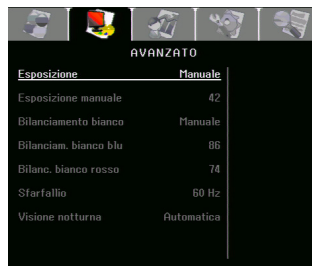 AVANZATO
Esposizione Manuale
Esposizione manuale 42
Bilanciamento bianco Manuale
Bilanciam. bianco blu 86
Bilanc. bianco rosso 74
Sfarfallio 60 Hz
Visione notturna Automatica